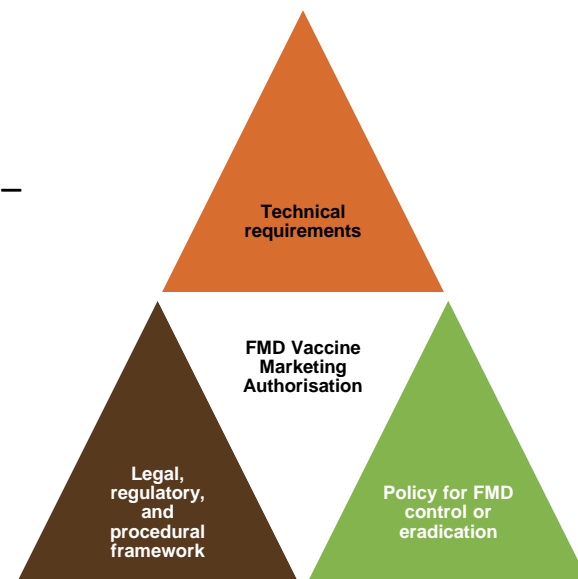 –
Technical
requirements
FMD Vaccine
Marketing
Authorisation
Legal,
regulatory,
and
procedural
framework
Policy for FMD
control or
eradication